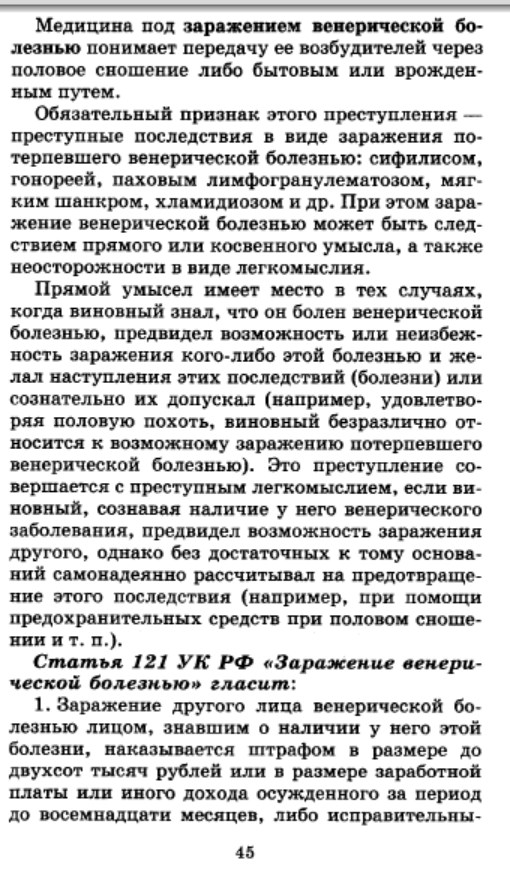 Медицина под заражением венерической бо-
лезнью понимает передачу ее возбудителей через
половое сношение либо бытовым или врожден-
ным путем.
Обязательный признак этого преступления —
преступные последствия в виде заражения по-
терпевшего венерической болезнью: сифилисом,
гонореей, паховым лимфогранулематозом, мяг-
ким шанкром, хламидиозом и др. При этом зара-
жение венерической болезнью может быть след-
ствием прямого или косвенного умысла, а также
неосторожности в виде легкомыслия.
Прямой умысел имеет место в тех случаях,
когда виновный знал, что он болен венерической
болезнью, предвидел возможность или неизбеж-
ность заражения кого-либо этой болезнью и же-
лал наступления этих последствий (болезни) или
сознательно их допускал (например, удовлетво-
ряя половую похоть, виновный безразлично от-
носится к возможному заражению потерпевшего
венерической болезнью). Это преступление со-
вершается с преступным легкомыслием, если ви-
новный, сознавая наличие у него венерического
заболевания, предвидел возможность заражения
другого, однако без достаточных к тому основа-
ний самонадеянно рассчитывал на предотвраще-
ние этого последствия (например, при помощи
предохранительных средств при половом сноше-
нии и т. п.).
Статья 121 УК РФ «Заражение венери-
ческой болезнью» гласит:
1. Заражение другого лица венерической бо-
лезнью лицом, знавшим о наличии у него этой
болезни, наказывается штрафом в размере до
двухсот тысяч рублей или в размере заработной
платы или иного дохода осужденного за период
до восемнадцати месяцев, либо исправительны-
45